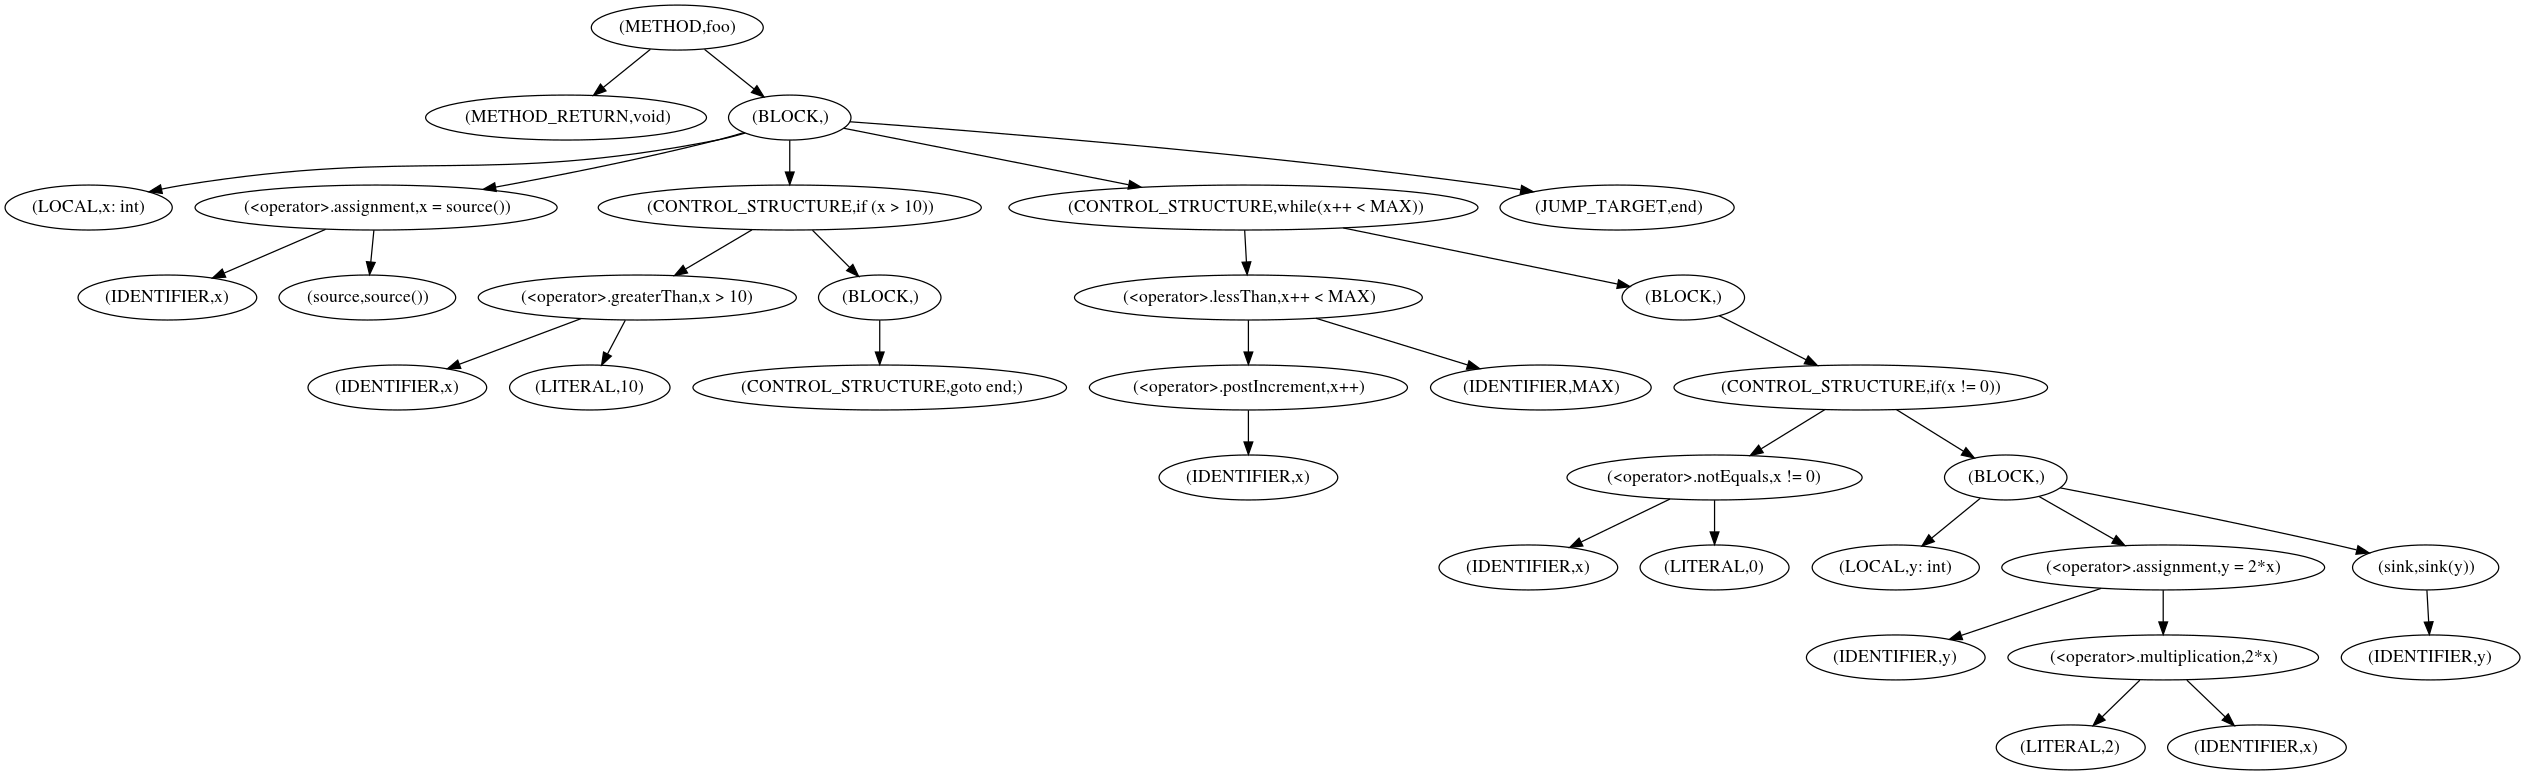 (METHOD,foo)
(METHOD_RETURN,void)
(BLOCK,)
(LOCAL,x: int)
(<operator>.assignment,x = source())
(CONTROL_STRUCTURE,if (x > 10))
(CONTROL_STRUCTURE,while(x++ < MAX))
(JUMP_TARGET,end)
(IDENTIFIER,x)
(source,source())
(<operator>.greaterThan,x > 10)
(BLOCK,)
(<operator>.lessThan,x++ < MAX)
(BLOCK,)
(IDENTIFIER,x)
(LITERAL,10)
(CONTROL_STRUCTURE,goto end;)
(<operator>.postIncrement,x++)
(IDENTIFIER,MAX)
(CONTROL_STRUCTURE,if(x != 0))
(IDENTIFIER,x)
(<operator>.notEquals,x != 0)
(BLOCK,)
(IDENTIFIER,x)
(LITERAL,0)
(LOCAL,y: int)
(<operator>.assignment,y = 2*x)
(sink,sink(y))
(IDENTIFIER,y)
(<operator>.multiplication,2*x)
(IDENTIFIER,y)
(LITERAL,2)
(IDENTIFIER,x)